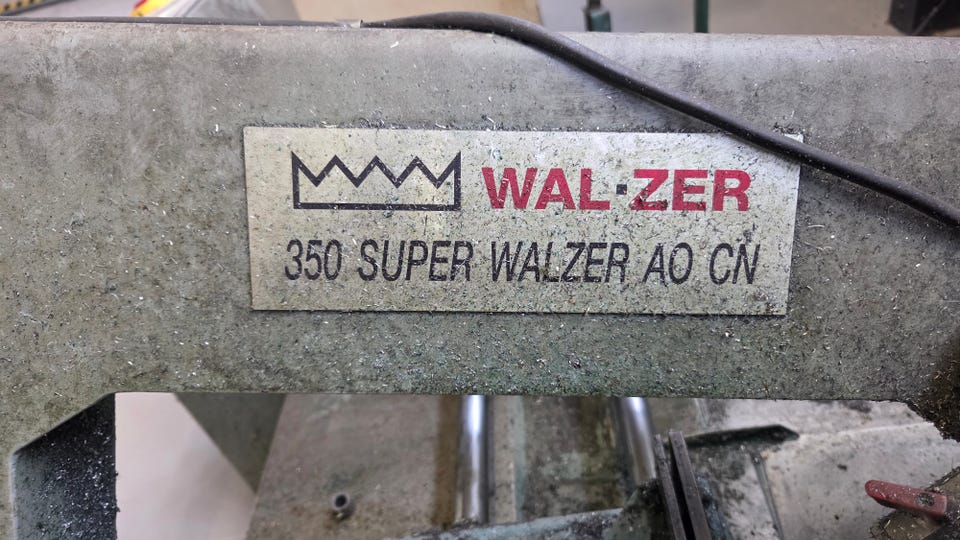 WAL·ZER
350 SUPER WALZER AO CN